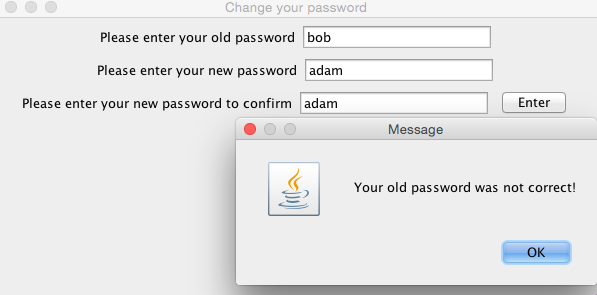 Change your password
Please enter your old password bob
Please enter your new password adam
Please enter your new password to confirm adam Enter
Message
Your old password was not correct!
OK